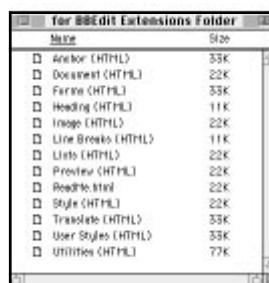 for BBEdit Extensions Folder
Name Size
Anchor (HTML) 33K
Document (HTML) 22K
Forms (HTML) 33K
Heading (HTML) 11K
Image (HTML) 22K
Line Breaks (HTML) 11K
Lists (HTML) 22K
Preview (HTML) 22K
ReadMe.html 22K
Style (HTML) 22K
Translate (HTML) 33K
User Styles (HTML) 33K
Utilities (HTML) 77K